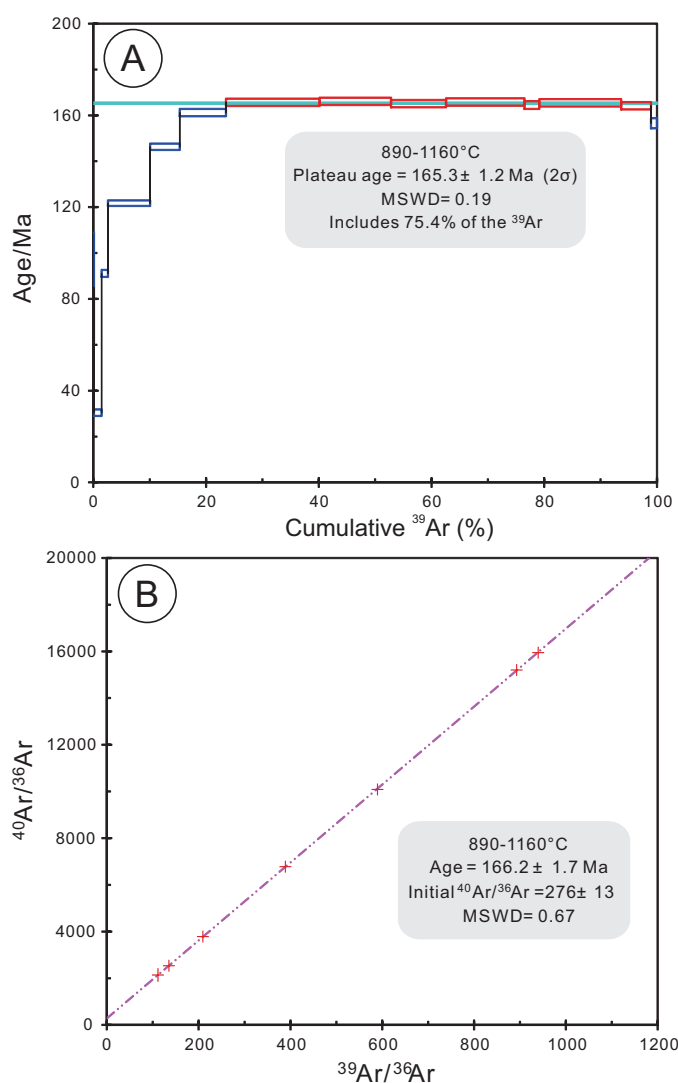 A
200
160
120
80
40
0
Age/Ma
890-1160°C
Plateau age = 165.3± 1.2 Ma (2σ)
MSWD= 0.19
Includes 75.4% of the ³⁹Ar
0 20 40 60 80 100
Cumulative ³⁹Ar (%)
B
20000
16000
12000
8000
4000
0
⁴⁰Ar/³⁶Ar
890-1160°C
Age = 166.2± 1.7 Ma
Initial ⁴⁰Ar/³⁶Ar =276± 13
MSWD= 0.67
0 200 400 600 800 1000 1200
³⁹Ar/³⁶Ar